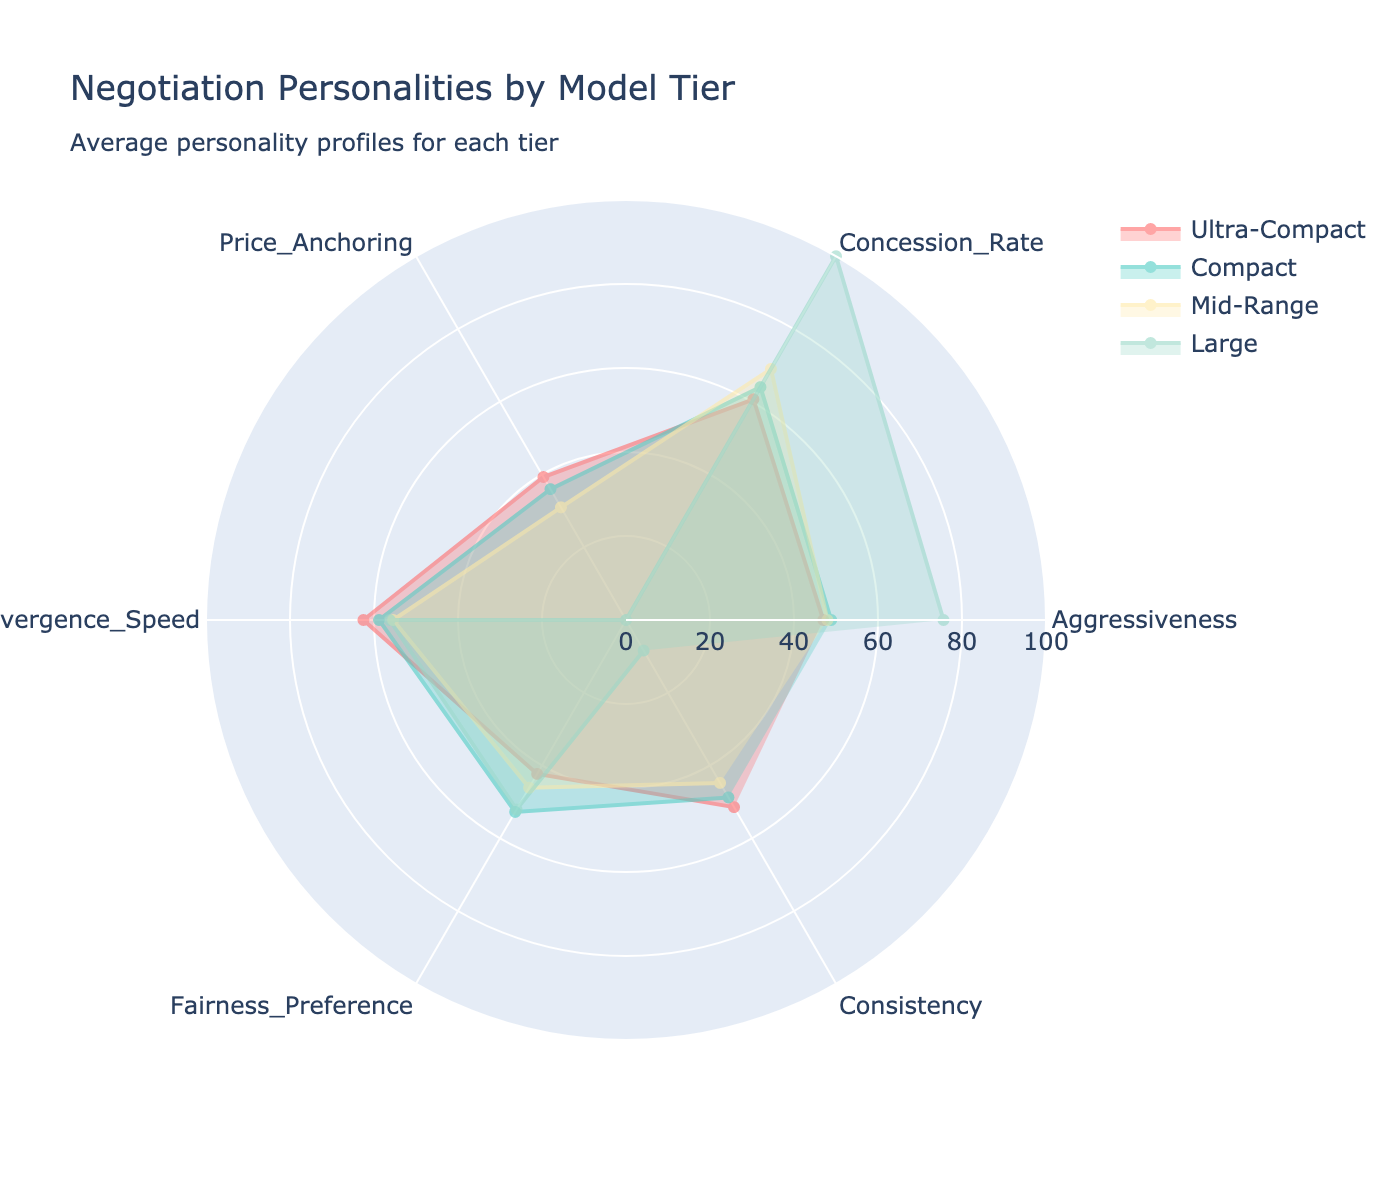 Negotiation Personalities by Model Tier
Average personality profiles for each tier
Price_Anchoring
Concession_Rate
Ultra-Compact
Compact
Mid-Range
Large
vergence_Speed
Aggressiveness
0 20 40 60 80 100
Fairness_Preference
Consistency